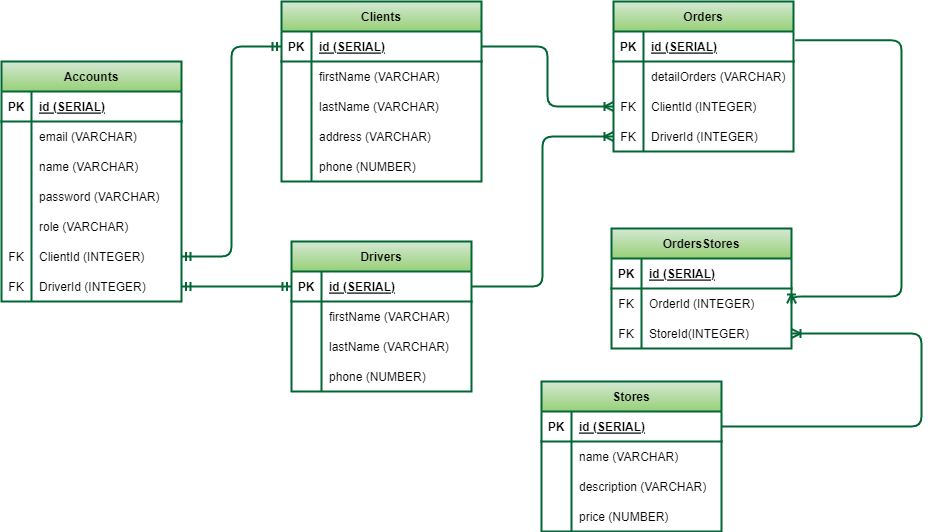 Accounts
PK id (SERIAL)
email (VARCHAR)
name (VARCHAR)
password (VARCHAR)
role (VARCHAR)
FK ClientId (INTEGER)
FK DriverId (INTEGER)
Clients
PK id (SERIAL)
firstName (VARCHAR)
lastName (VARCHAR)
address (VARCHAR)
phone (NUMBER)
Drivers
PK id (SERIAL)
firstName (VARCHAR)
lastName (VARCHAR)
phone (NUMBER)
Orders
PK id (SERIAL)
detailOrders (VARCHAR)
FK ClientId (INTEGER)
FK DriverId (INTEGER)
OrdersStores
PK id (SERIAL)
FK OrderId (INTEGER)
FK StoreId(INTEGER)
Stores
PK id (SERIAL)
name (VARCHAR)
description (VARCHAR)
price (NUMBER)